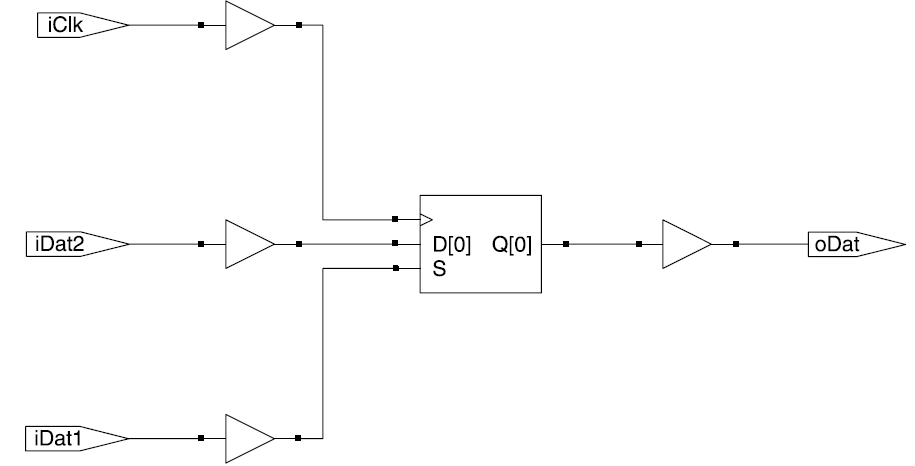 iClk
iDat2
D[0] Q[0]
oDat
S
iDat1